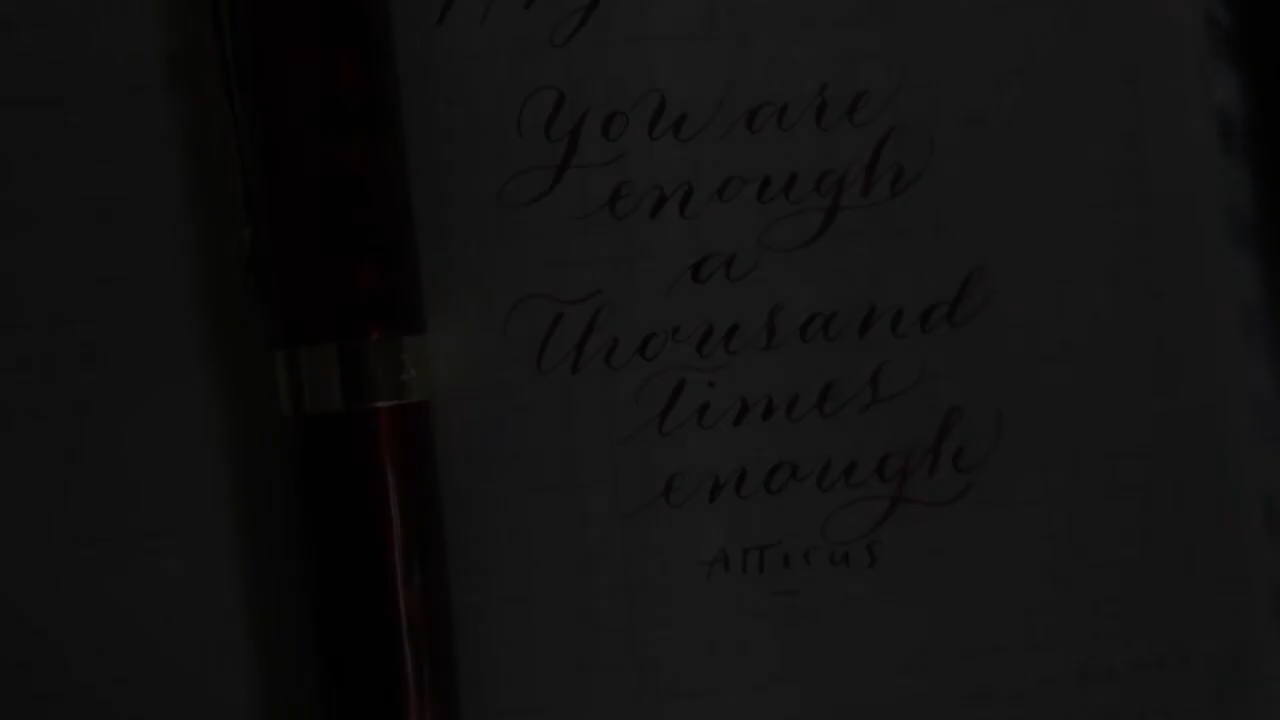 You are
enough
a
Thousand
times
enough
Atticus